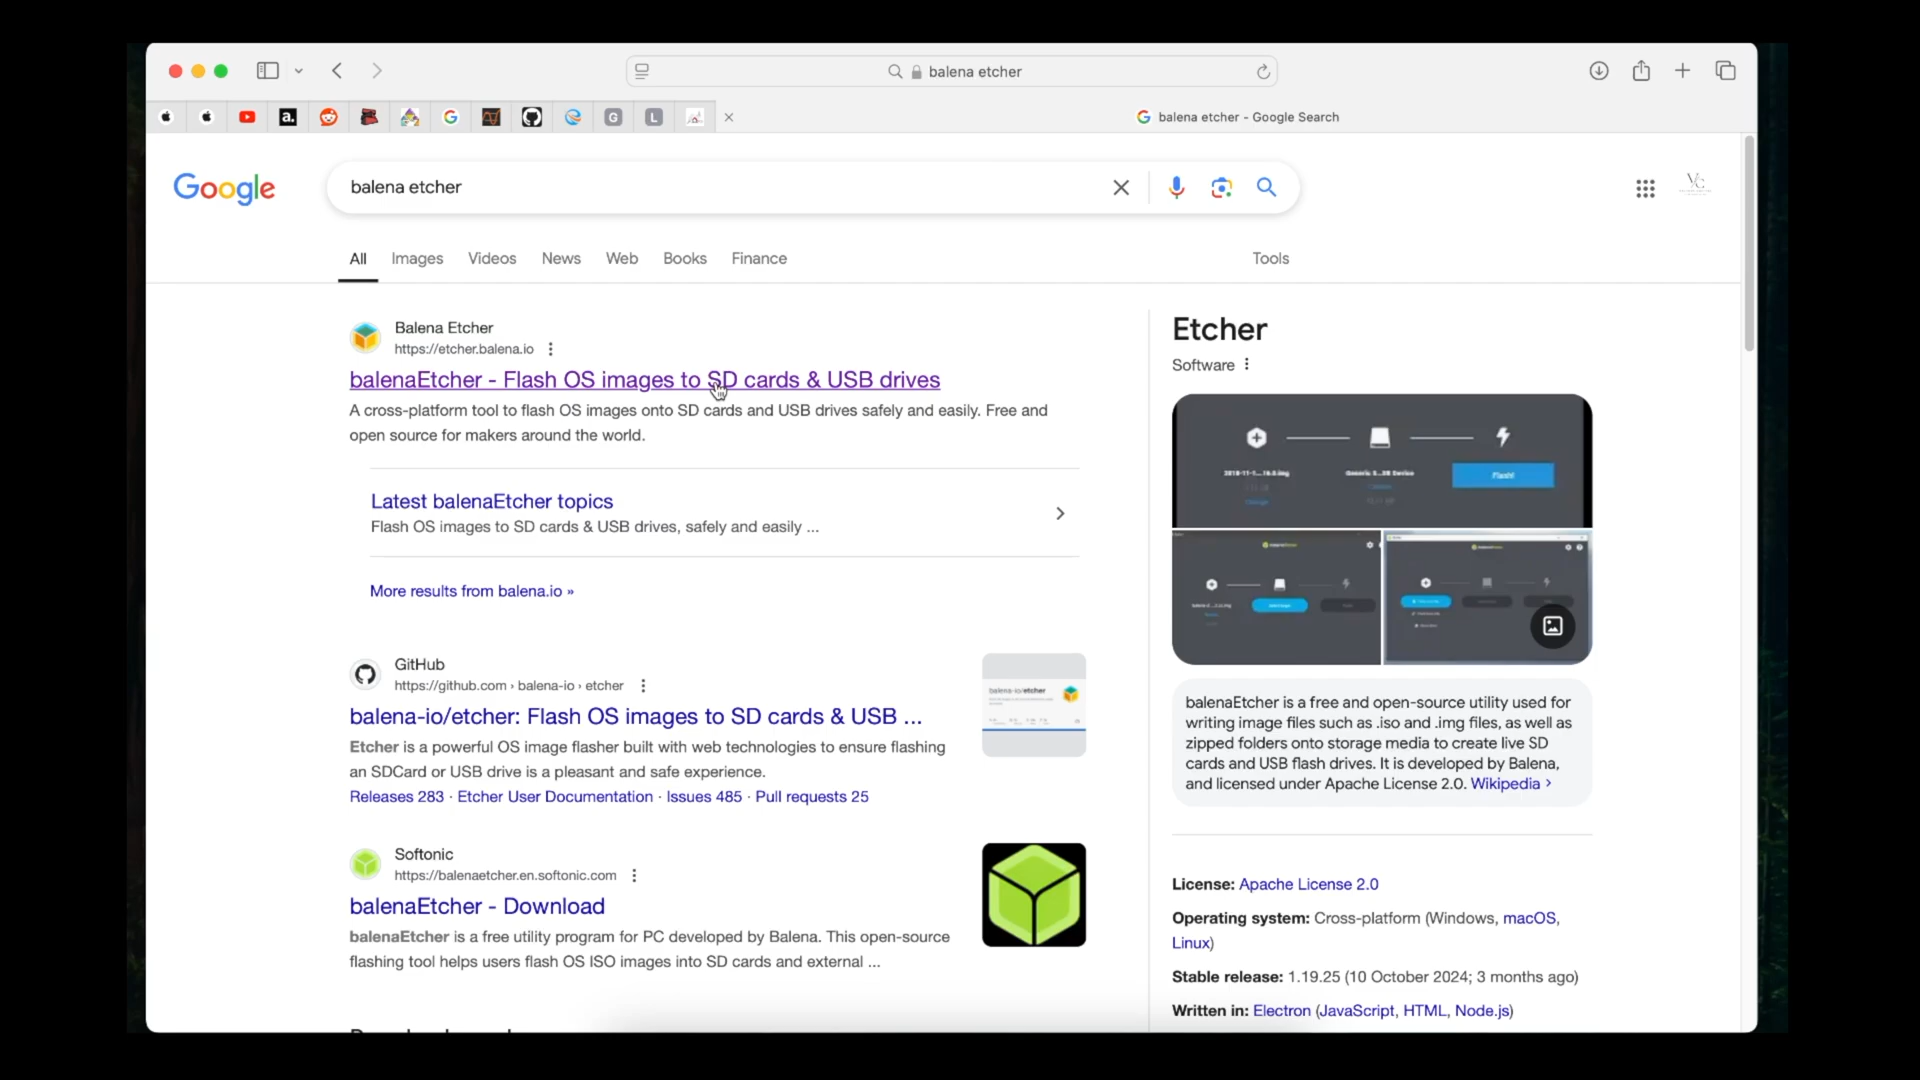 balena etcher
a.
G
L
balena etcher - Google Search
Google
balena etcher
VC
All
Images
Videos
News
Web
Books
Finance
Tools
Balena Etcher
https://etcher.balena.io
balenaEtcher - Flash OS images to SD cards & USB drives
A cross-platform tool to flash OS images onto SD cards and USB drives safely and easily. Free and
open source for makers around the world.
Latest balenaEtcher topics
Flash OS images to SD cards & USB drives, safely and easily ...
More results from balena.io »
GitHub
https://github.com › balena-io › etcher
balena-io/etcher: Flash OS images to SD cards & USB ...
Etcher is a powerful OS image flasher built with web technologies to ensure flashing
an SDCard or USB drive is a pleasant and safe experience.
Releases 283 · Etcher User Documentation · Issues 485 · Pull requests 25
balena-io/etcher
Softonic
https://balenaetcher.en.softonic.com
balenaEtcher - Download
balenaEtcher is a free utility program for PC developed by Balena. This open-source
flashing tool helps users flash OS ISO images into SD cards and external ...
Etcher
Software
Flash!
balenaEtcher is a free and open-source utility used for
writing image files such as .iso and .img files, as well as
zipped folders onto storage media to create live SD
cards and USB flash drives. It is developed by Balena,
and licensed under Apache License 2.0. Wikipedia ›
License: Apache License 2.0
Operating system: Cross-platform (Windows, macOS,
Linux)
Stable release: 1.19.25 (10 October 2024; 3 months ago)
Written in: Electron (JavaScript, HTML, Node.js)